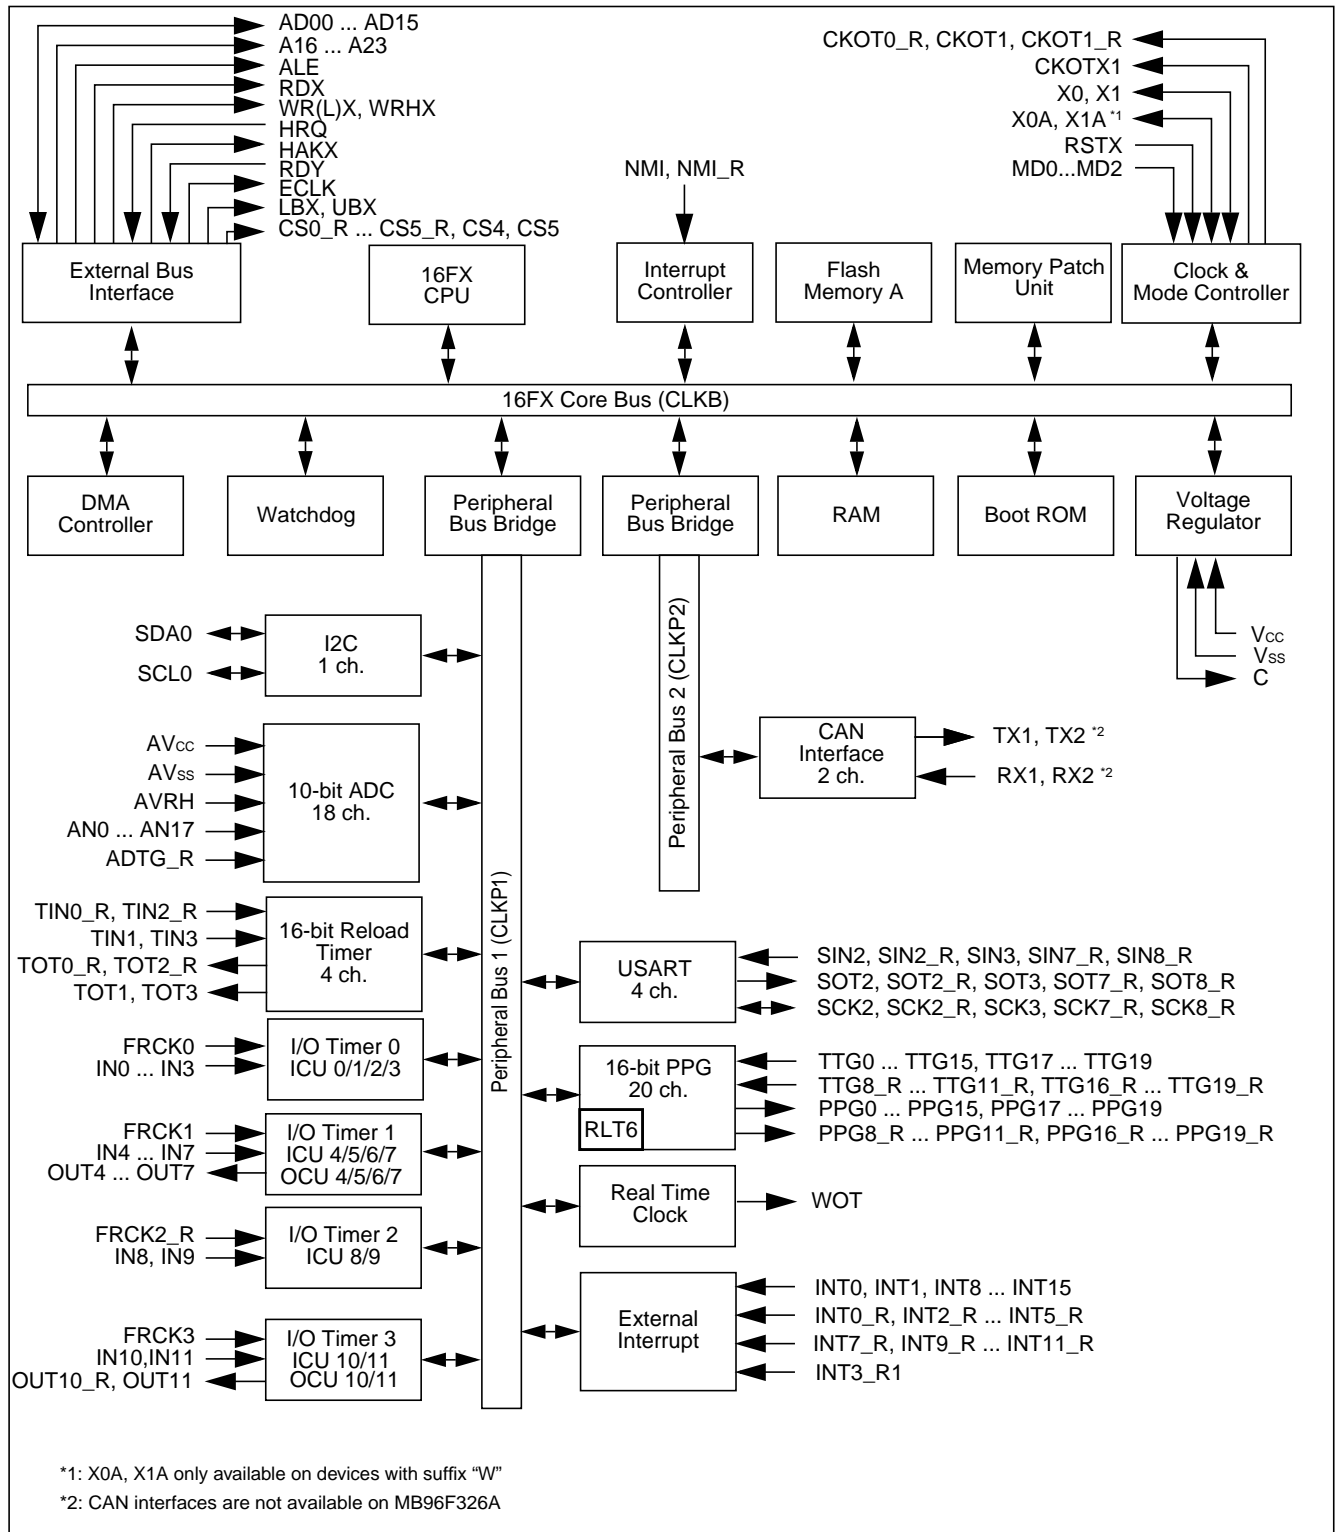 AD00 ... AD15
A16 ... A23
ALE
RDX
WR(L)X, WRHX
HRQ
HAKX
RDY
ECLK
LBX, UBX
CS0_R ... CS5_R, CS4, CS5
NMI, NMI_R
CKOT0_R, CKOT1, CKOT1_R
CKOTX1
X0, X1
X0A, X1A *1
RSTX
MD0...MD2
External Bus
Interface
16FX
CPU
Interrupt
Controller
Flash
Memory A
Memory Patch
Unit
Clock &
Mode Controller
16FX Core Bus (CLKB)
DMA
Controller
Watchdog
Peripheral
Bus Bridge
Peripheral
Bus Bridge
RAM
Boot ROM
Voltage
Regulator
Vcc
Vss
C
Peripheral Bus 1 (CLKP1)
Peripheral Bus 2 (CLKP2)
SDA0
SCL0
I2C
1 ch.
AVcc
AVss
AVRH
AN0 ... AN17
ADTG_R
10-bit ADC
18 ch.
TIN0_R, TIN2_R
TIN1, TIN3
TOT0_R, TOT2_R
TOT1, TOT3
16-bit Reload
Timer
4 ch.
FRCK0
IN0 ... IN3
I/O Timer 0
ICU 0/1/2/3
FRCK1
IN4 ... IN7
OUT4 ... OUT7
I/O Timer 1
ICU 4/5/6/7
OCU 4/5/6/7
FRCK2_R
IN8, IN9
I/O Timer 2
ICU 8/9
FRCK3
IN10,IN11
OUT10_R, OUT11
I/O Timer 3
ICU 10/11
OCU 10/11
CAN
Interface
2 ch.
TX1, TX2 *2
RX1, RX2 *2
USART
4 ch.
SIN2, SIN2_R, SIN3, SIN7_R, SIN8_R
SOT2, SOT2_R, SOT3, SOT7_R, SOT8_R
SCK2, SCK2_R, SCK3, SCK7_R, SCK8_R
16-bit PPG
20 ch.
RLT6
TTG0 ... TTG15, TTG17 ... TTG19
TTG8_R ... TTG11_R, TTG16_R ... TTG19_R
PPG0 ... PPG15, PPG17 ... PPG19
PPG8_R ... PPG11_R, PPG16_R ... PPG19_R
Real Time
Clock
WOT
External
Interrupt
INT0, INT1, INT8 ... INT15
INT0_R, INT2_R ... INT5_R
INT7_R, INT9_R ... INT11_R
INT3_R1
*1: X0A, X1A only available on devices with suffix “W”
*2: CAN interfaces are not available on MB96F326A